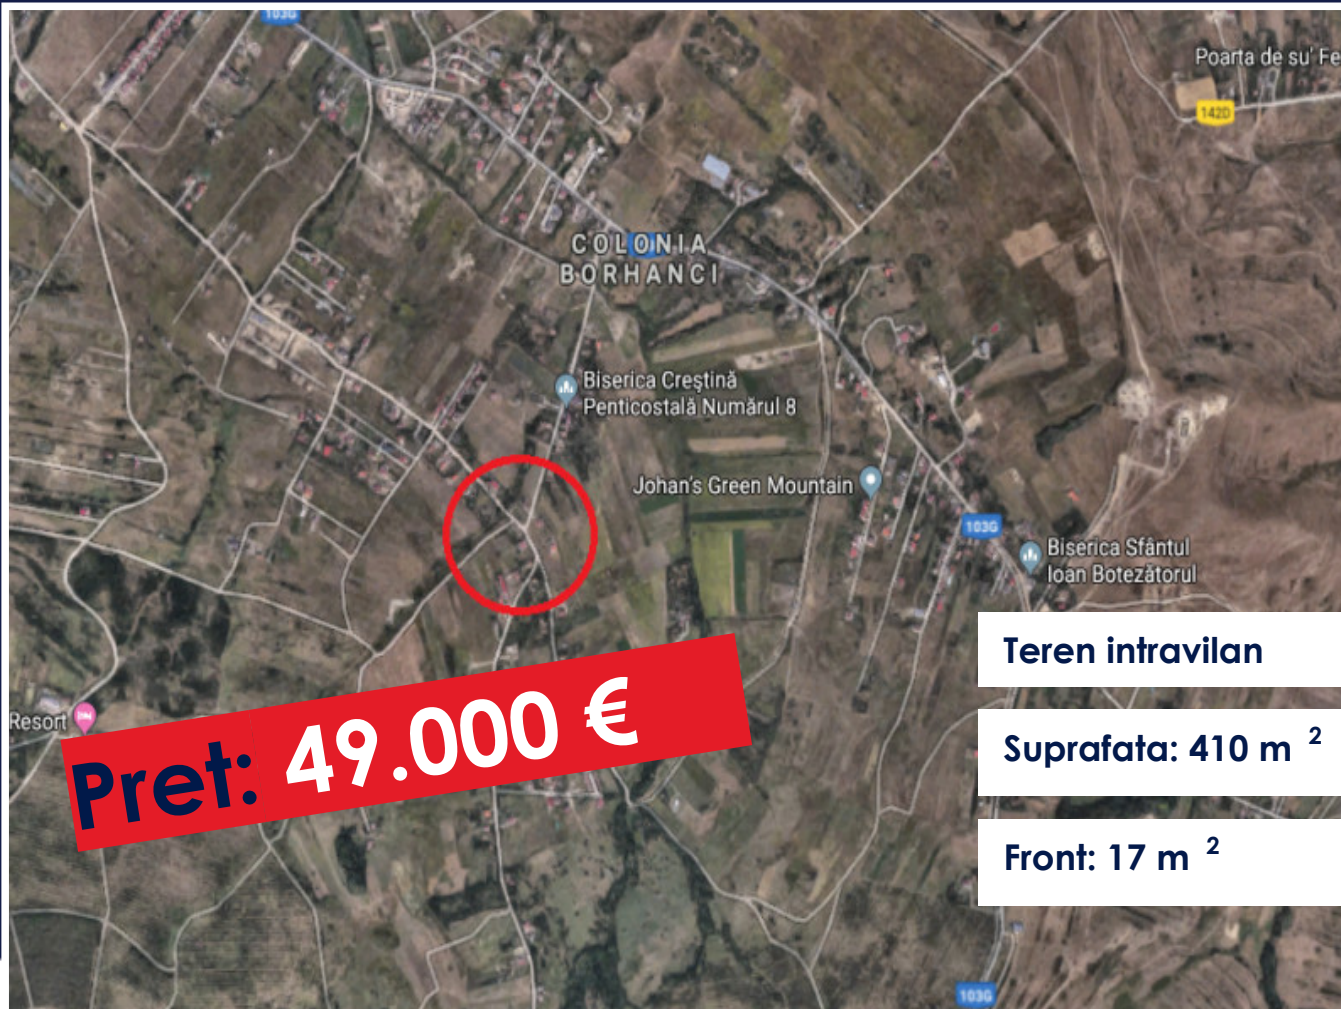 103G
Poarta de su' Fe
142D
COLONIA
BORHANCI
Biserica Creștină
Penticostală Numărul 8
Johan's Green Mountain
103G
Biserica Sfântul
Ioan Botezătorul
Teren intravilan
Resort
Pret: 49.000 €
Suprafata: 410 m ²
Front: 17 m ²
103G